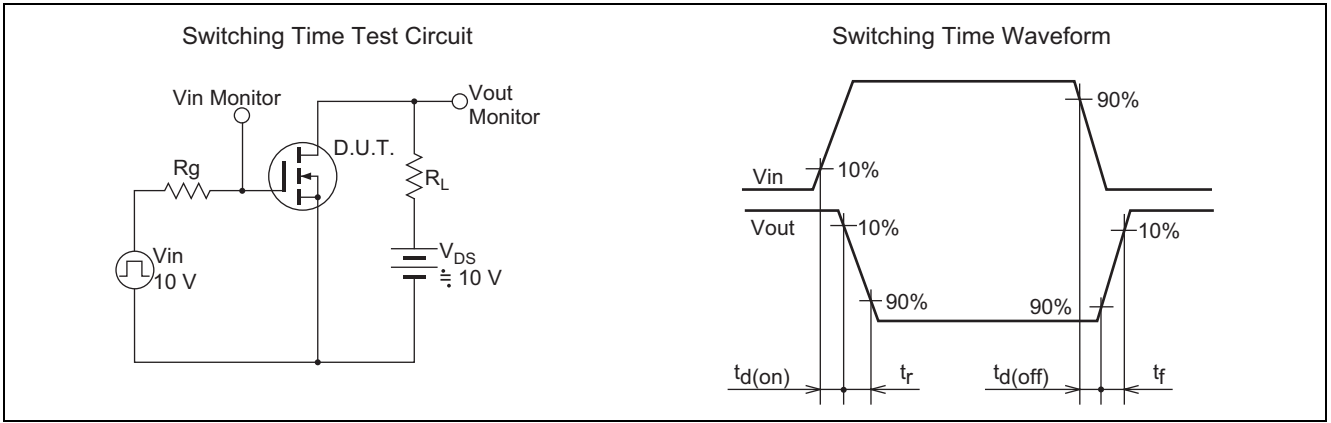 Switching Time Test Circuit
Vin Monitor
Vout
Monitor
D.U.T.
Rg
RL
Vin
10 V
VDS
≒ 10 V
Switching Time Waveform
Vin
10%
90%
Vout
10%
90%
90%
10%
td(on)
tr
td(off)
tf